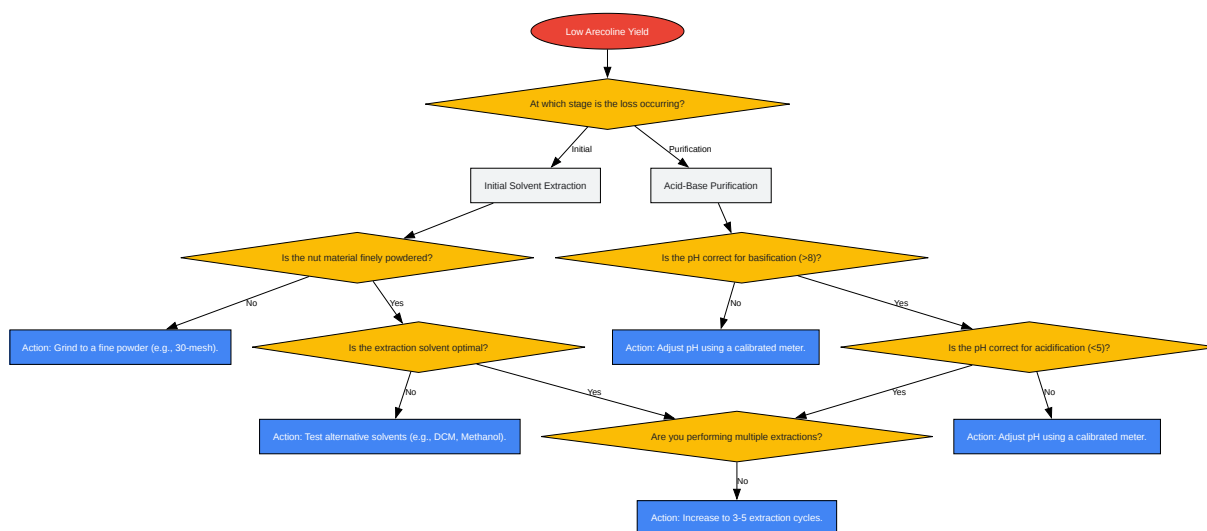 Low Arecoline Yield
At which stage is the loss occurring?
Initial
Purification
Initial Solvent Extraction
Acid-Base Purification
Is the nut material finely powdered?
Is the pH correct for basification (>8)?
No
Yes
No
Yes
Action: Grind to a fine powder (e.g., 30-mesh).
Is the extraction solvent optimal?
Action: Adjust pH using a calibrated meter.
Is the pH correct for acidification (<5)?
No
Yes
Yes
No
Action: Test alternative solvents (e.g., DCM, Methanol).
Are you performing multiple extractions?
Action: Adjust pH using a calibrated meter.
No
Action: Increase to 3-5 extraction cycles.